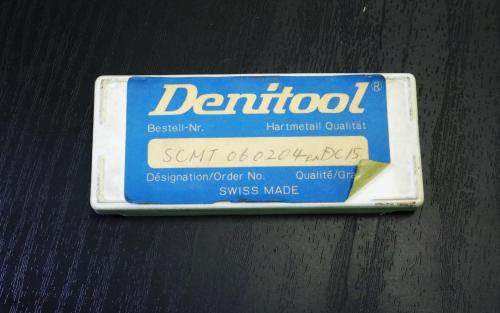 Denitool®
Bestell-Nr. Hartmetall Qualität
SCMT 060204 EN DC15
Désignation/Order No. Qualité/Gra
SWISS MADE